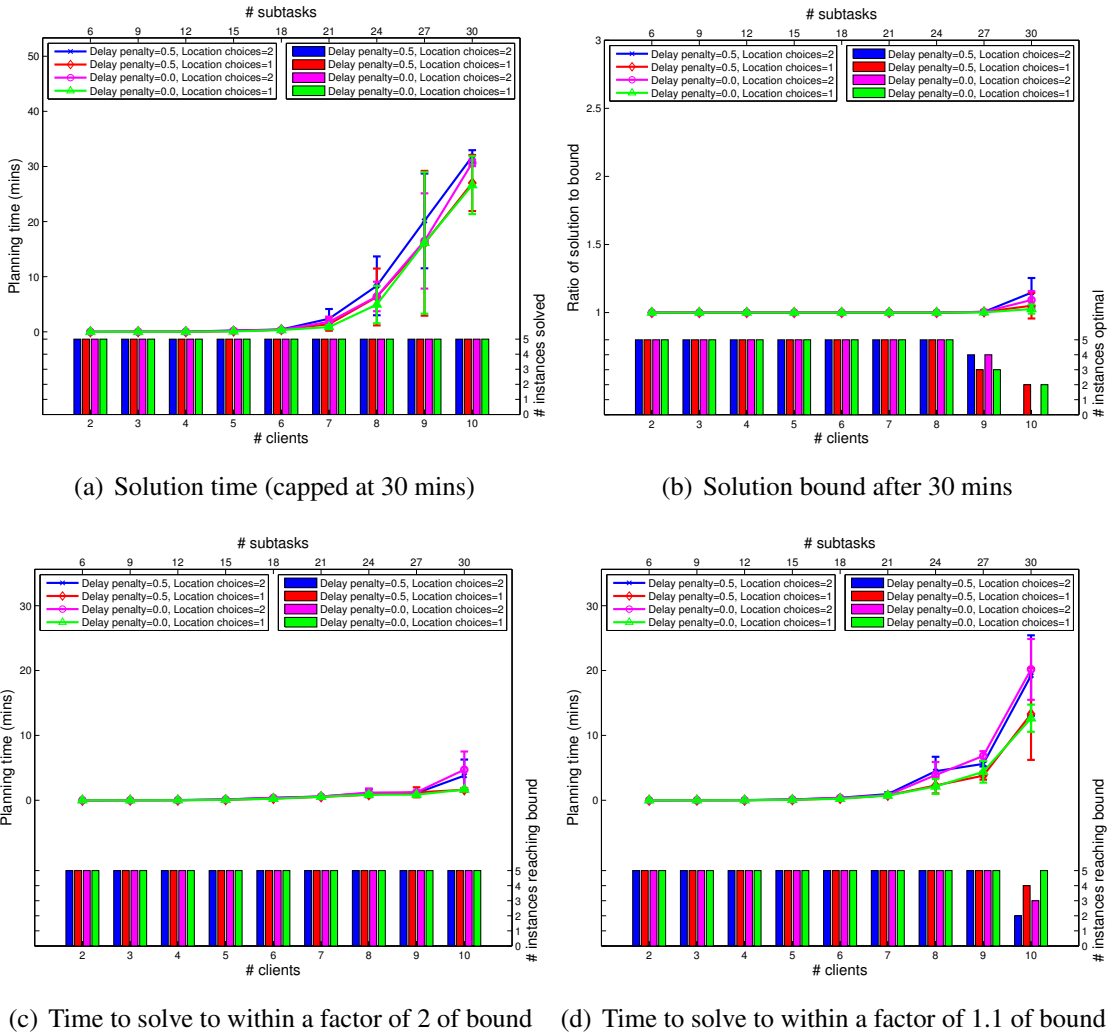 # subtasks
6 9 12 15 18 21 24 27 30
Delay penalty=0.5, Location choices=2
Delay penalty=0.5, Location choices=1
Delay penalty=0.0, Location choices=2
Delay penalty=0.0, Location choices=1
Delay penalty=0.5, Location choices=2
Delay penalty=0.5, Location choices=1
Delay penalty=0.0, Location choices=2
Delay penalty=0.0, Location choices=1
50
40
30
20
10
0
Planning time (mins)
5
4
3
2
1
0
# instances solved
2 3 4 5 6 7 8 9 10
# clients
(a) Solution time (capped at 30 mins)
# subtasks
6 9 12 15 18 21 24 27 30
Delay penalty=0.5, Location choices=2
Delay penalty=0.5, Location choices=1
Delay penalty=0.0, Location choices=2
Delay penalty=0.0, Location choices=1
Delay penalty=0.5, Location choices=2
Delay penalty=0.5, Location choices=1
Delay penalty=0.0, Location choices=2
Delay penalty=0.0, Location choices=1
3
2.5
2
1.5
1
Ratio of solution to bound
5
4
3
2
1
0
# instances optimal
2 3 4 5 6 7 8 9 10
# clients
(b) Solution bound after 30 mins
# subtasks
6 9 12 15 18 21 24 27 30
Delay penalty=0.5, Location choices=2
Delay penalty=0.5, Location choices=1
Delay penalty=0.0, Location choices=2
Delay penalty=0.0, Location choices=1
Delay penalty=0.5, Location choices=2
Delay penalty=0.5, Location choices=1
Delay penalty=0.0, Location choices=2
Delay penalty=0.0, Location choices=1
30
20
10
0
Planning time (mins)
5
4
3
2
1
0
# instances reaching bound
2 3 4 5 6 7 8 9 10
# clients
(c) Time to solve to within a factor of 2 of bound
# subtasks
6 9 12 15 18 21 24 27 30
Delay penalty=0.5, Location choices=2
Delay penalty=0.5, Location choices=1
Delay penalty=0.0, Location choices=2
Delay penalty=0.0, Location choices=1
Delay penalty=0.5, Location choices=2
Delay penalty=0.5, Location choices=1
Delay penalty=0.0, Location choices=2
Delay penalty=0.0, Location choices=1
30
20
10
0
Planning time (mins)
5
4
3
2
1
0
# instances reaching bound
2 3 4 5 6 7 8 9 10
# clients
(d) Time to solve to within a factor of 1.1 of bound